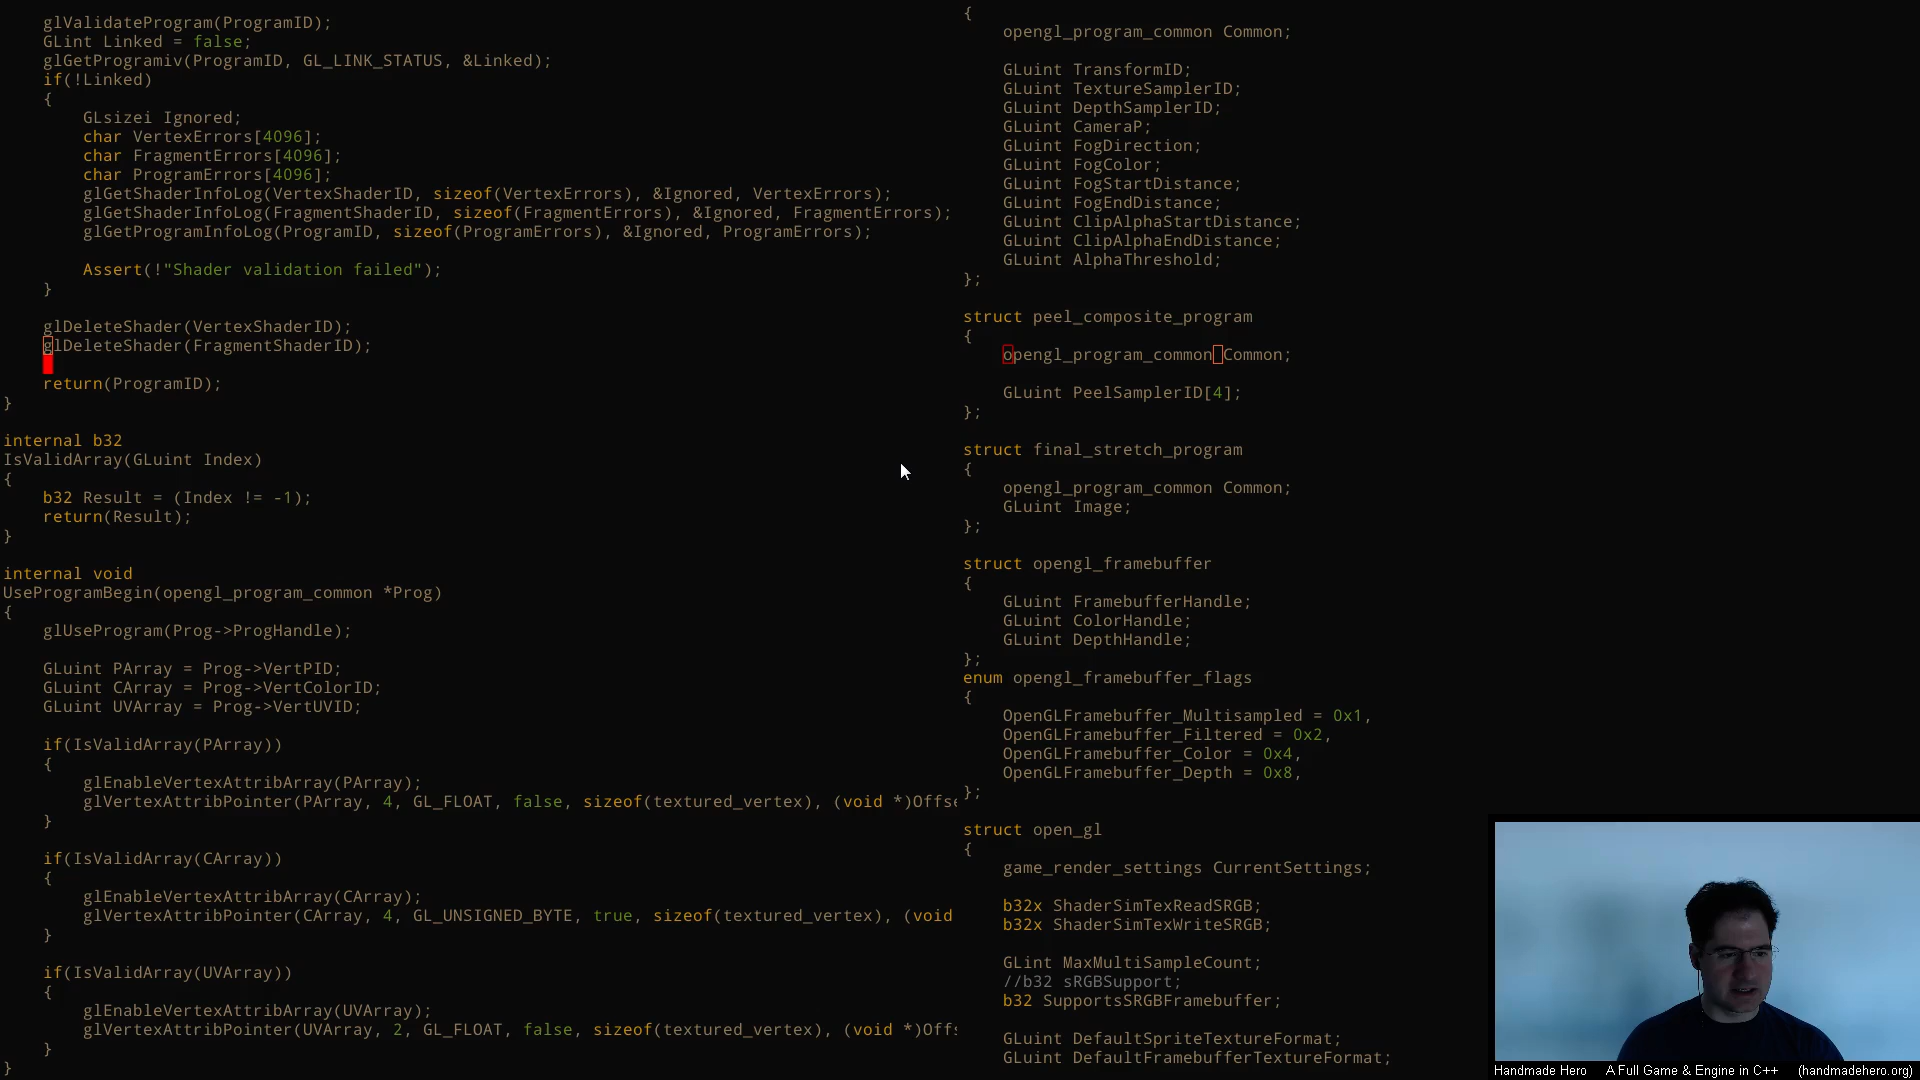 glValidateProgram(ProgramID);
GLint Linked = false;
glGetProgramiv(ProgramID, GL_LINK_STATUS, &Linked);
if(!Linked)
{
GLsizei Ignored;
char VertexErrors[4096];
char FragmentErrors[4096];
char ProgramErrors[4096];
glGetShaderInfoLog(VertexShaderID, sizeof(VertexErrors), &Ignored, VertexErrors);
glGetShaderInfoLog(FragmentShaderID, sizeof(FragmentErrors), &Ignored, FragmentErrors);
glGetProgramInfoLog(ProgramID, sizeof(ProgramErrors), &Ignored, ProgramErrors);
Assert(!"Shader validation failed");
}
glDeleteShader(VertexShaderID);
glDeleteShader(FragmentShaderID);
return(ProgramID);
}
internal b32
IsValidArray(GLuint Index)
{
b32 Result = (Index != -1);
return(Result);
}
internal void
UseProgramBegin(opengl_program_common *Prog)
{
glUseProgram(Prog->ProgHandle);
GLuint PArray = Prog->VertPID;
GLuint CArray = Prog->VertColorID;
GLuint UVArray = Prog->VertUVID;
if(IsValidArray(PArray))
{
glEnableVertexAttribArray(PArray);
glVertexAttribPointer(PArray, 4, GL_FLOAT, false, sizeof(textured_vertex), (void *)Offs
}
if(IsValidArray(CArray))
{
glEnableVertexAttribArray(CArray);
glVertexAttribPointer(CArray, 4, GL_UNSIGNED_BYTE, true, sizeof(textured_vertex), (void
}
if(IsValidArray(UVArray))
{
glEnableVertexAttribArray(UVArray);
glVertexAttribPointer(UVArray, 2, GL_FLOAT, false, sizeof(textured_vertex), (void *)Offs
}
}
{
opengl_program_common Common;
GLuint TransformID;
GLuint TextureSamplerID;
GLuint DepthSamplerID;
GLuint CameraP;
GLuint FogDirection;
GLuint FogColor;
GLuint FogStartDistance;
GLuint FogEndDistance;
GLuint ClipAlphaStartDistance;
GLuint ClipAlphaEndDistance;
GLuint AlphaThreshold;
};
struct peel_composite_program
{
opengl_program_common Common;
GLuint PeelSamplerID[4];
};
struct final_stretch_program
{
opengl_program_common Common;
GLuint Image;
};
struct opengl_framebuffer
{
GLuint FramebufferHandle;
GLuint ColorHandle;
GLuint DepthHandle;
};
enum opengl_framebuffer_flags
{
OpenGLFramebuffer_Multisampled = 0x1,
OpenGLFramebuffer_Filtered = 0x2,
OpenGLFramebuffer_Color = 0x4,
OpenGLFramebuffer_Depth = 0x8,
};
struct open_gl
{
game_render_settings CurrentSettings;
b32x ShaderSimTexReadSRGB;
b32x ShaderSimTexWriteSRGB;
GLint MaxMultiSampleCount;
//b32 sRGBSupport;
b32 SupportsSRGBFramebuffer;
GLuint DefaultSpriteTextureFormat;
GLuint DefaultFramebufferTextureFormat;
Handmade Hero A Full Game & Engine in C++ (handmadehero.org)